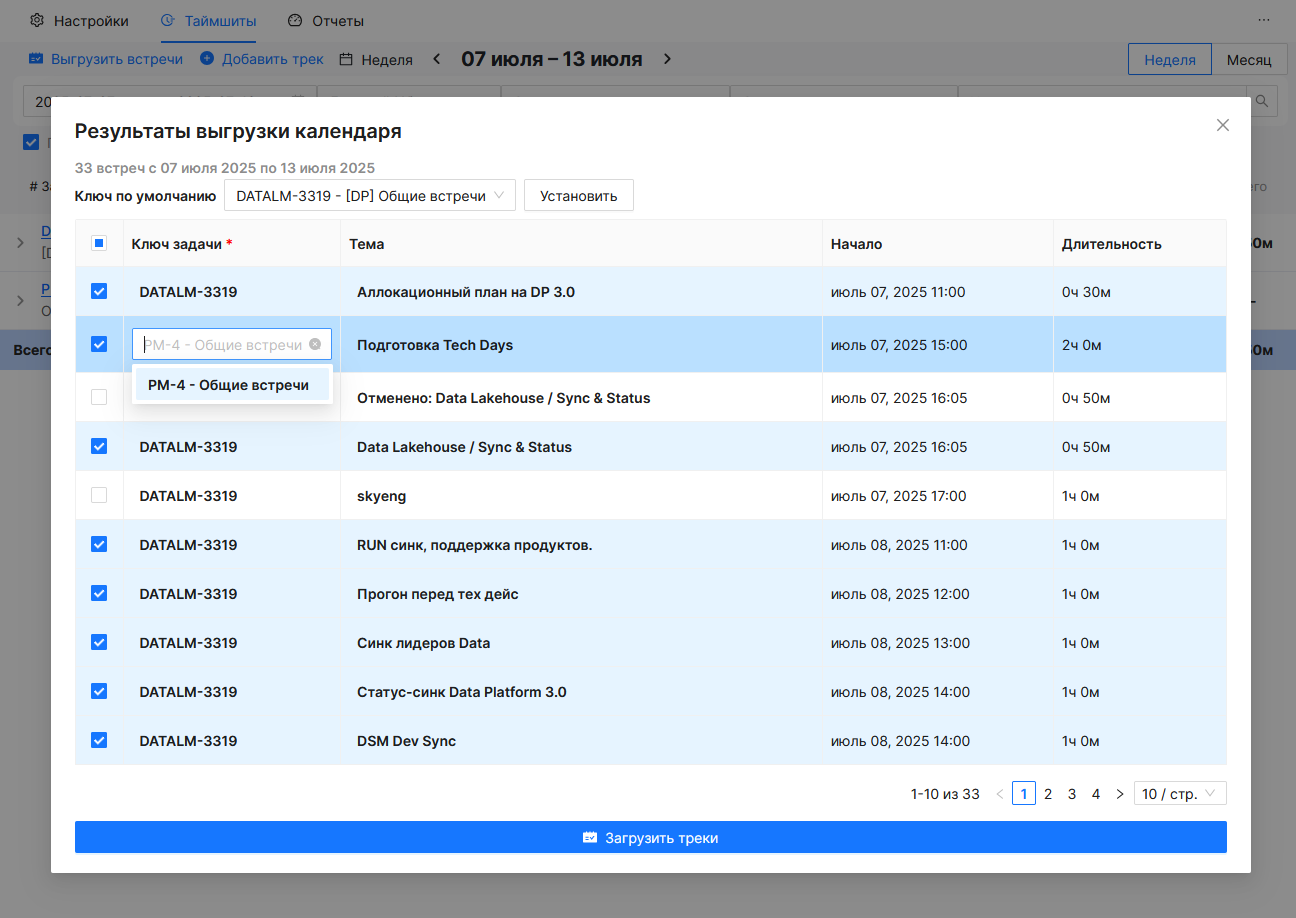 Настройки Таймшиты Отчеты ...
Выгрузить встречи Добавить трек Неделя 07 июля – 13 июля Неделя Месяц
Результаты выгрузки календаря
33 встреч с 07 июля 2025 по 13 июля 2025
Ключ по умолчанию DATALM-3319 - [DP] Общие встречи Установить
Ключ задачи * Тема Начало Длительность
DATALM-3319 Аллокационный план на DP 3.0 июль 07, 2025 11:00 0ч 30м
PM-4 - Общие встречи Подготовка Tech Days июль 07, 2025 15:00 2ч 0м
PM-4 - Общие встречи
Отменено: Data Lakehouse / Sync & Status июль 07, 2025 16:05 0ч 50м
DATALM-3319 Data Lakehouse / Sync & Status июль 07, 2025 16:05 0ч 50м
DATALM-3319 skyeng июль 07, 2025 17:00 1ч 0м
DATALM-3319 RUN синк, поддержка продуктов. июль 08, 2025 11:00 1ч 0м
DATALM-3319 Прогон перед тех дейс июль 08, 2025 12:00 1ч 0м
DATALM-3319 Синк лидеров Data июль 08, 2025 13:00 1ч 0м
DATALM-3319 Статус-синк Data Platform 3.0 июль 08, 2025 14:00 1ч 0м
DATALM-3319 DSM Dev Sync июль 08, 2025 14:00 1ч 0м
1-10 из 33 < 1 2 3 4 > 10 / стр.
Загрузить треки